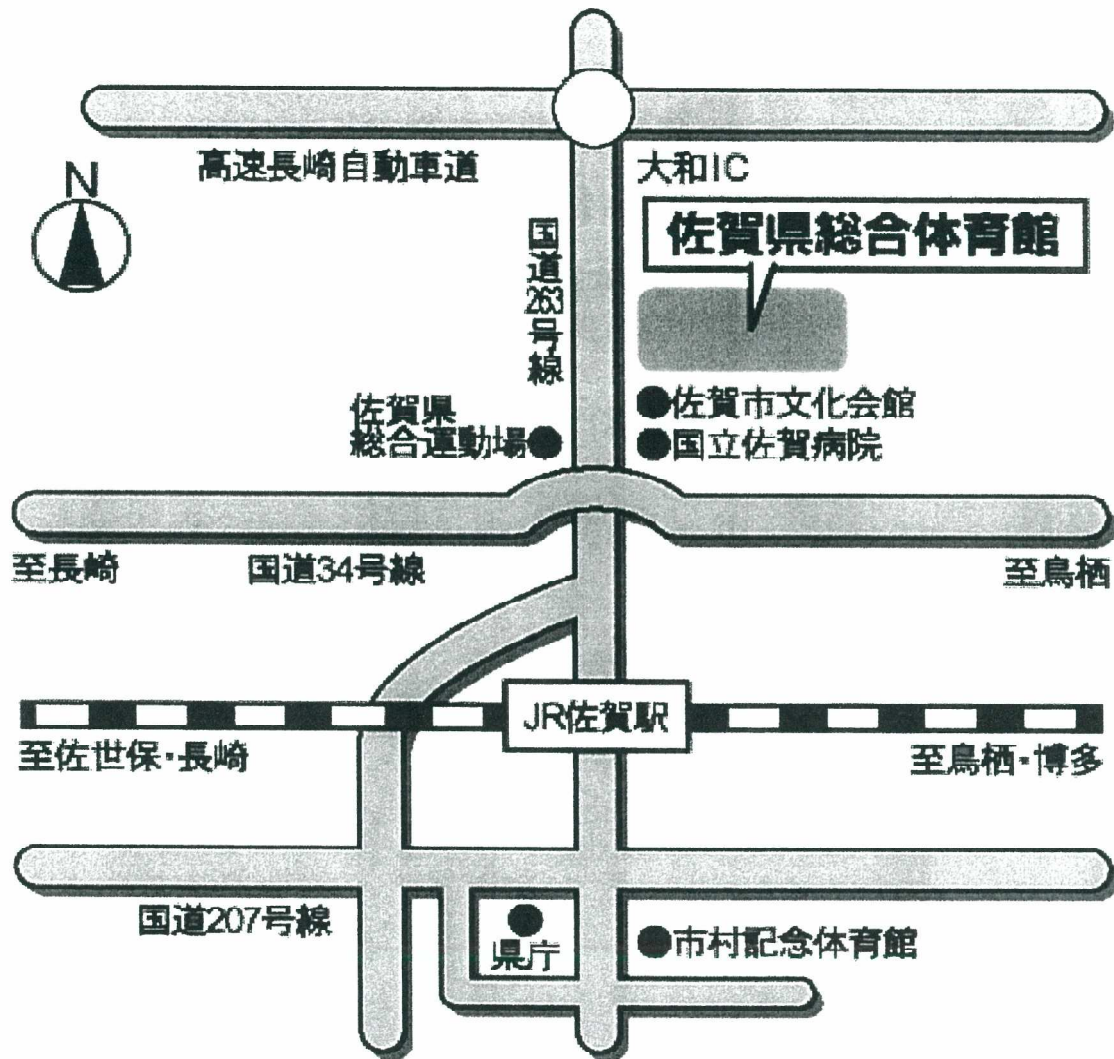 高速長崎自動車道
大和IC
N
佐賀県総合体育館
国道263号線
佐賀県
総合運動場
佐賀市文化会館
国立佐賀病院
至長崎
国道34号線
至鳥栖
JR佐賀駅
至佐世保・長崎
至鳥栖・博多
国道207号線
県庁
市村記念体育館